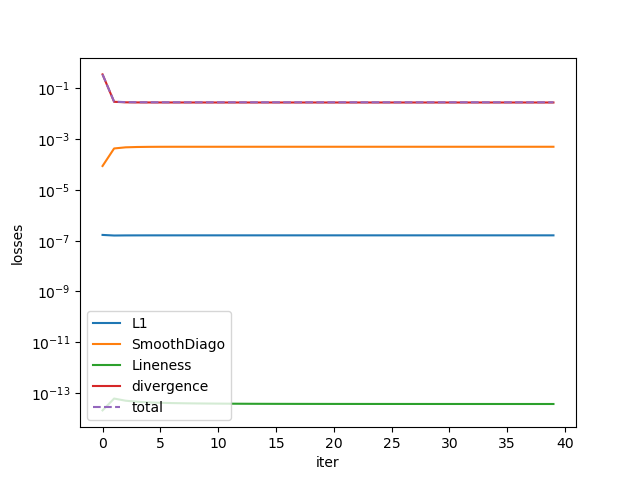 10⁻¹
10⁻³
10⁻⁵
10⁻⁷
10⁻⁹
10⁻¹¹
10⁻¹³
losses
L1
SmoothDiago
Lineness
divergence
total
0 5 10 15 20 25 30 35 40
iter